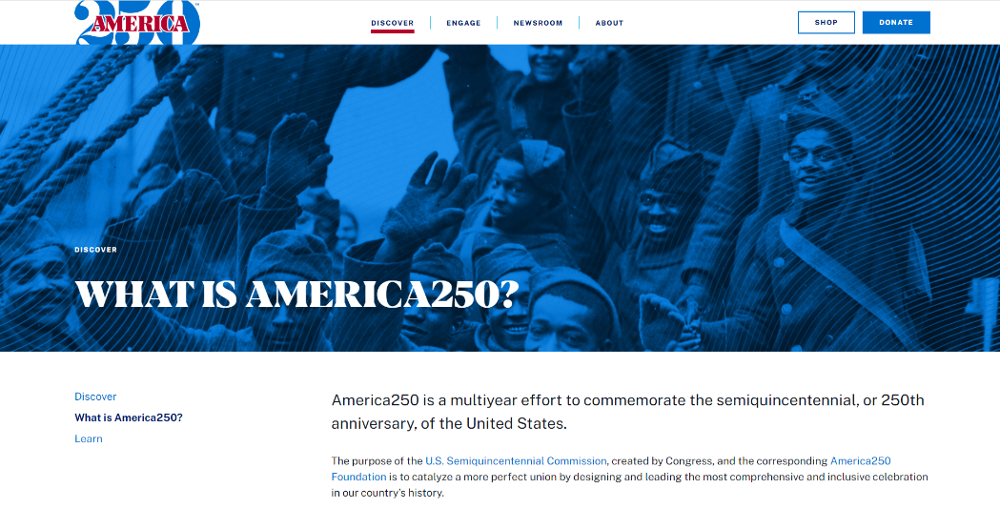 250™
AMERICA
DISCOVER
ENGAGE
NEWSROOM
ABOUT
SHOP
DONATE
DISCOVER
WHAT IS AMERICA250?
Discover
What is America250?
Learn
America250 is a multiyear effort to commemorate the semiquincentennial, or 250th
anniversary, of the United States.
The purpose of the U.S. Semiquincentennial Commission, created by Congress, and the corresponding America250
Foundation is to catalyze a more perfect union by designing and leading the most comprehensive and inclusive celebration
in our country's history.